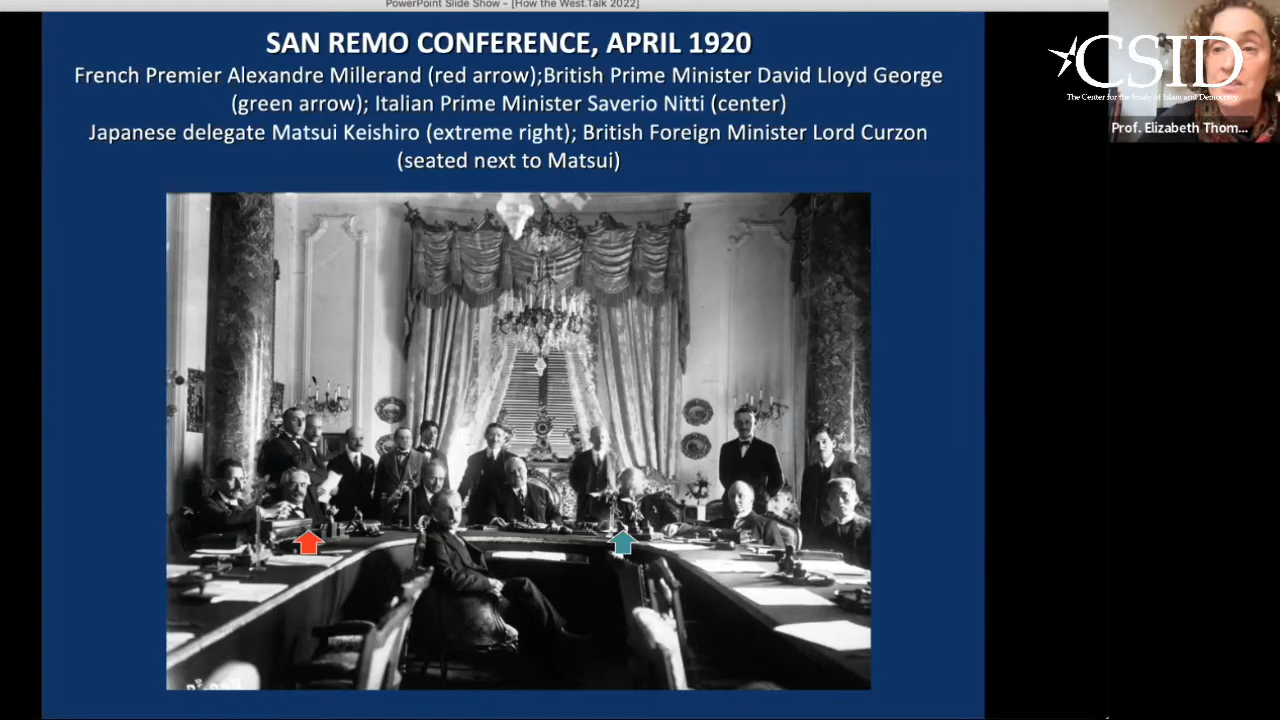 PowerPoint Slide Show - [How the West.Talk 2022]
SAN REMO CONFERENCE, APRIL 1920
French Premier Alexandre Millerand (red arrow);British Prime Minister David Lloyd George
(green arrow); Italian Prime Minister Saverio Nitti (center)
Japanese delegate Matsui Keishiro (extreme right); British Foreign Minister Lord Curzon
(seated next to Matsui)
CSID
The Center for the Study of Islam and Democracy
Prof. Elizabeth Thom...